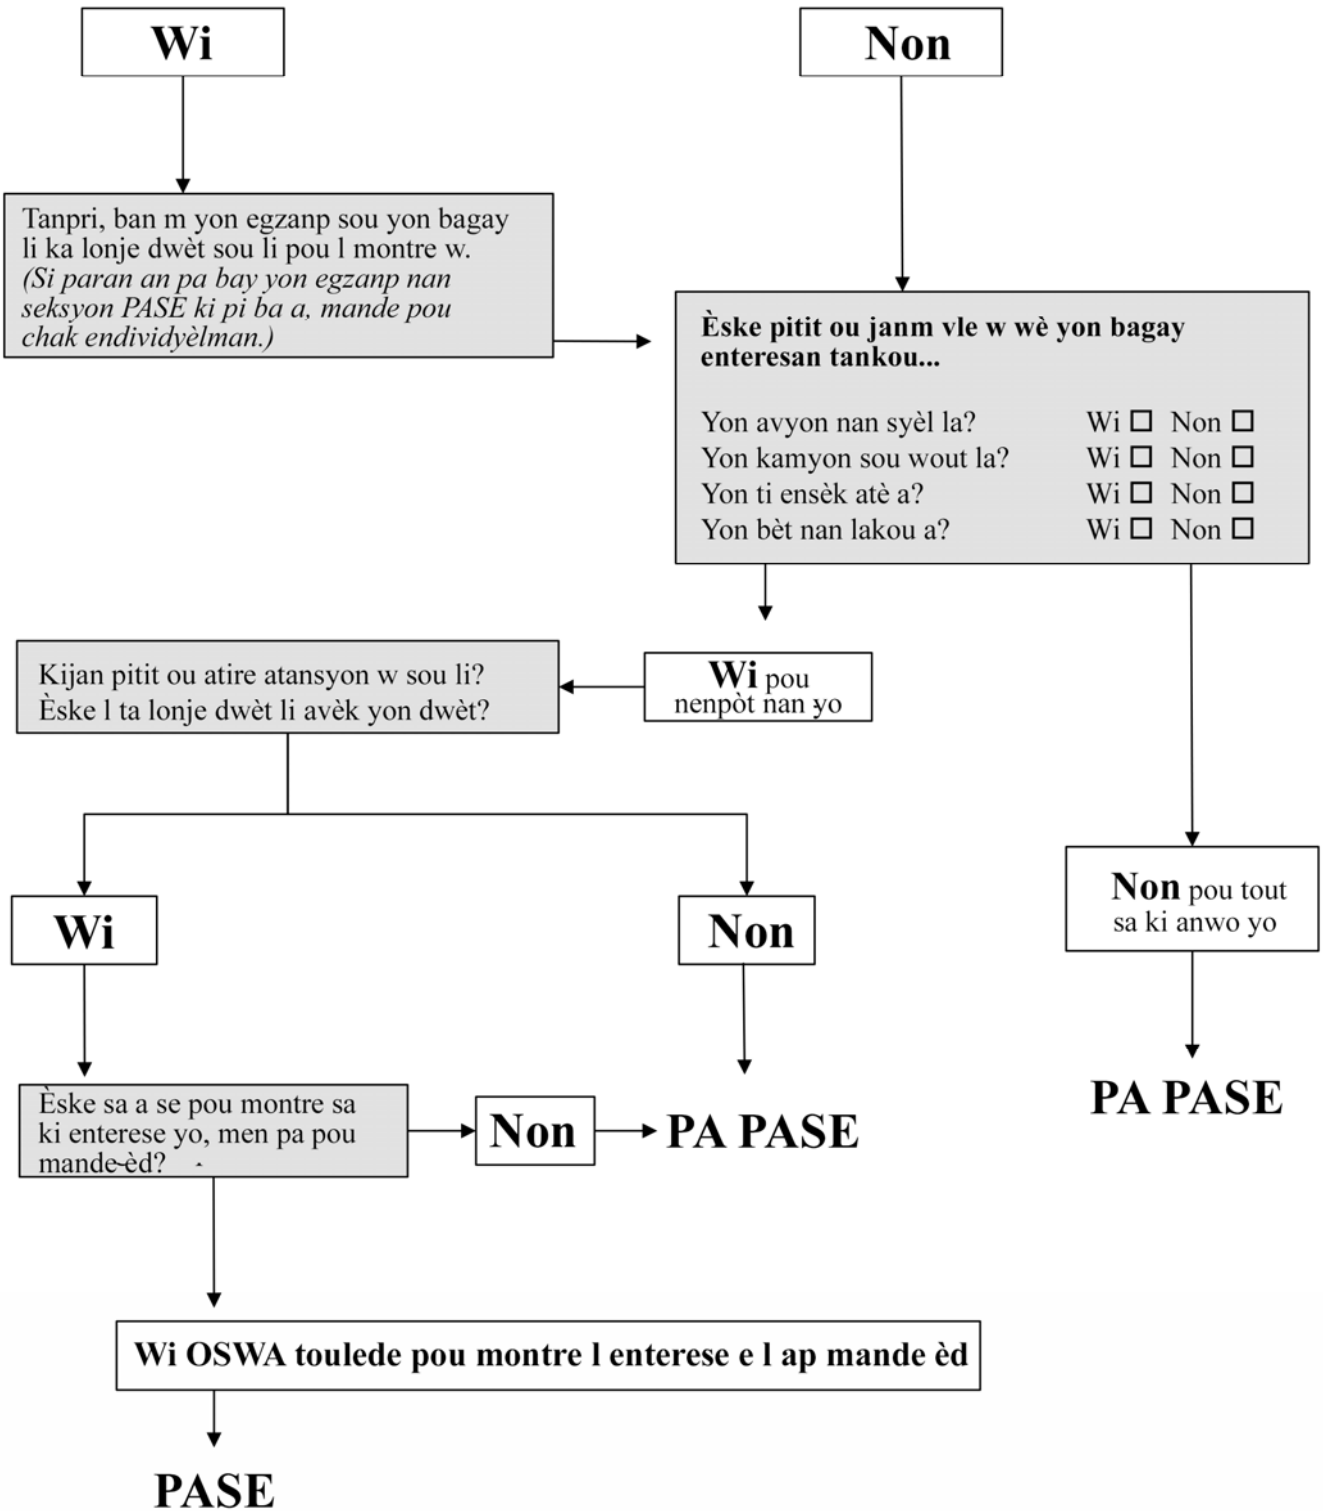 Wi
Non
Tanpri, ban m yon egzanp sou yon bagay
li ka lonje dwèt sou li pou l montre w.
(Si paran an pa bay yon egzanp nan
seksyon PASE ki pi ba a, mande pou
chak endividyèlman.)
Èske pitit ou janm vle w wè yon bagay
enteresan tankou...
Yon avyon nan syèl la? Wi □ Non □
Yon kamyon sou wout la? Wi □ Non □
Yon ti ensèk atè a? Wi □ Non □
Yon bèt nan lakou a? Wi □ Non □
Wi pou
nenpòt nan yo
Kijan pitit ou atire atansyon w sou li?
Èske l ta lonje dwèt li avèk yon dwèt?
Wi
Non
Non pou tout
sa ki anwo yo
PA PASE
Èske sa a se pou montre sa
ki enterese yo, men pa pou
mande èd?
Non
PA PASE
Wi OSWA toulede pou montre l enterese e l ap mande èd
PASE